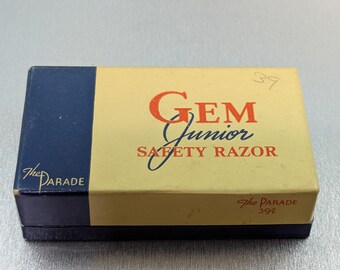 39
GEM
Junior
SAFETY RAZOR
The
PARADE
The PARADE
39¢